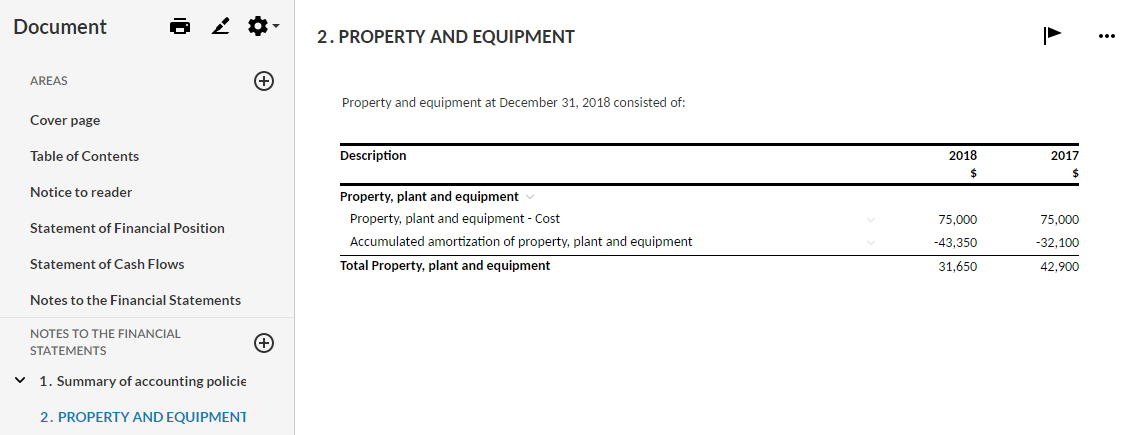 Document
AREAS
Cover page
Table of Contents
Notice to reader
Statement of Financial Position
Statement of Cash Flows
Notes to the Financial Statements
NOTES TO THE FINANCIAL
STATEMENTS
1. Summary of accounting policie
2. PROPERTY AND EQUIPMENT
2. PROPERTY AND EQUIPMENT
Property and equipment at December 31, 2018 consisted of:
Description 2018 2017
$ $
Property, plant and equipment
Property, plant and equipment - Cost 75,000 75,000
Accumulated amortization of property, plant and equipment -43,350 -32,100
Total Property, plant and equipment 31,650 42,900